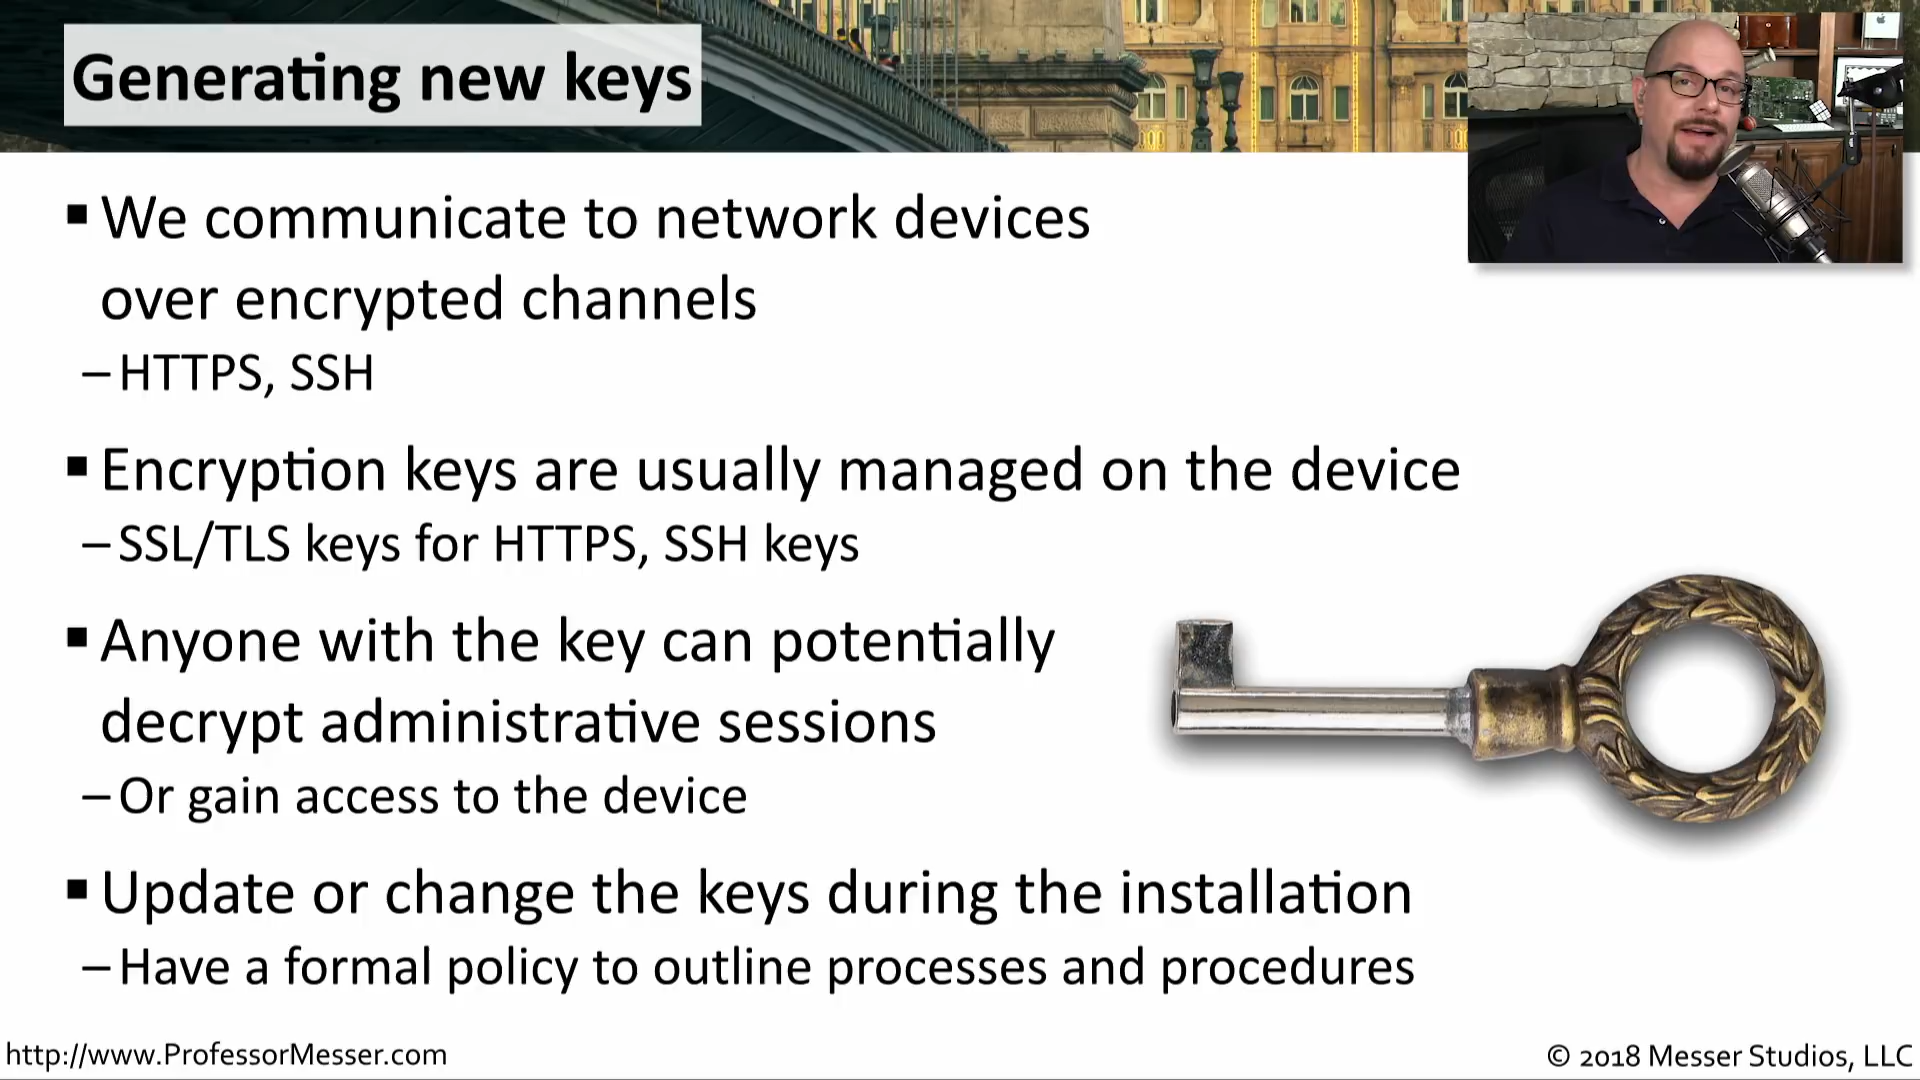 Generating new keys
▪ We communicate to network devices
over encrypted channels
– HTTPS, SSH
▪ Encryption keys are usually managed on the device
– SSL/TLS keys for HTTPS, SSH keys
▪ Anyone with the key can potentially
decrypt administrative sessions
– Or gain access to the device
▪ Update or change the keys during the installation
– Have a formal policy to outline processes and procedures
http://www.ProfessorMesser.com
© 2018 Messer Studios, LLC